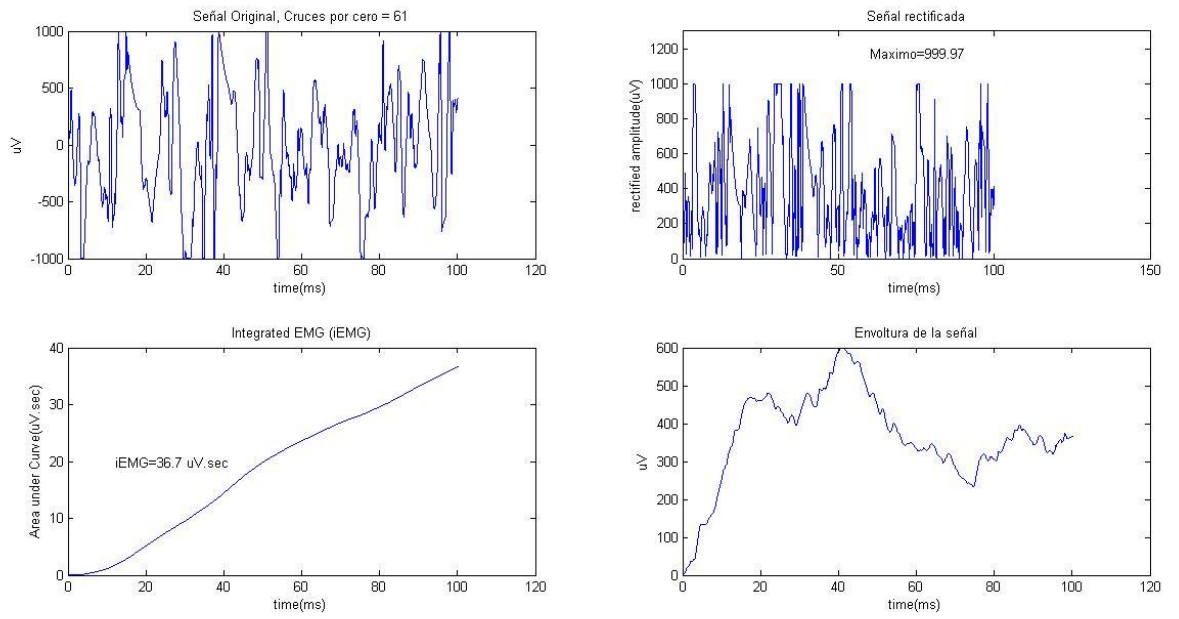 Señal Original, Cruces por cero = 61
1000
500
0
-500
-1000
uV
0 20 40 60 80 100 120
time(ms)
Señal rectificada
Maximo=999.97
1200
1000
800
600
400
200
0
rectified amplitude(uV)
0 50 100 150
time(ms)
Integrated EMG (iEMG)
40
30
20
10
0
Area under Curve(uV.sec)
iEMG=36.7 uV.sec
0 20 40 60 80 100 120
time(ms)
Envoltura de la señal
600
500
400
300
200
100
0
uV
0 20 40 60 80 100 120
time(ms)